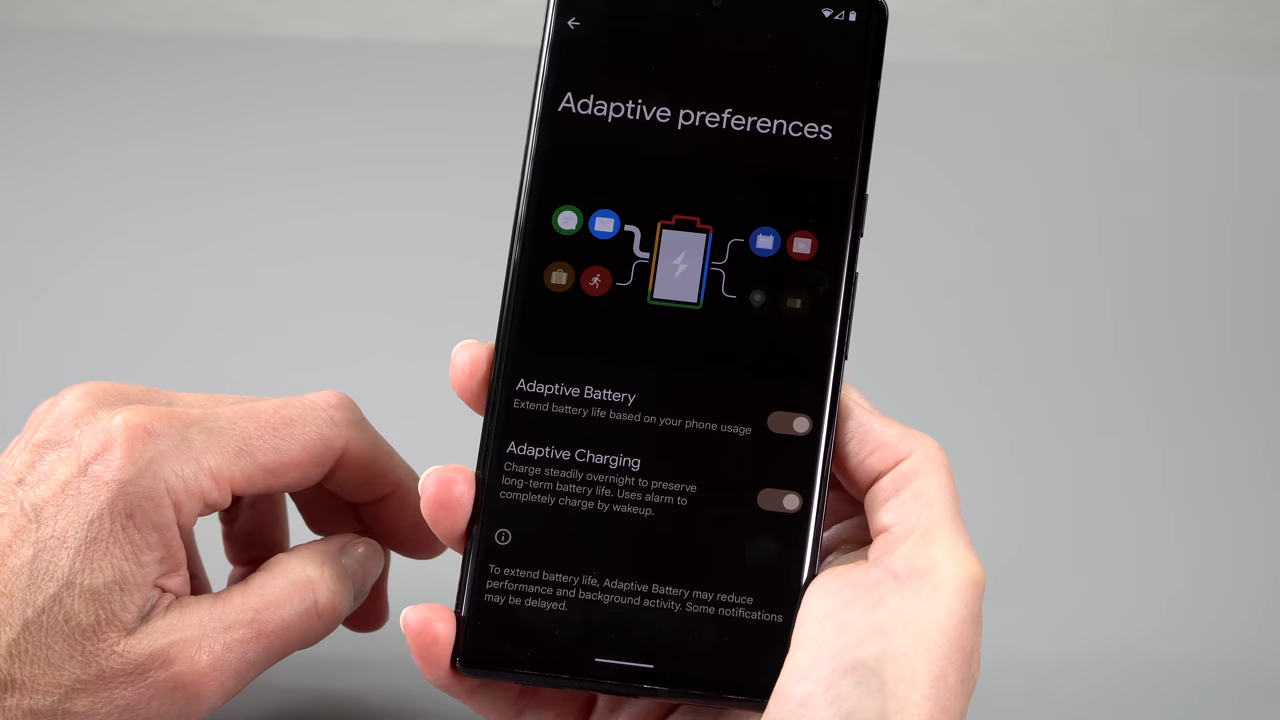 Adaptive preferences
Adaptive Battery
Extend battery life based on your phone usage
Adaptive Charging
Charge steadily overnight to preserve
long-term battery life. Uses alarm to
completely charge by wakeup.
To extend battery life, Adaptive Battery may reduce
performance and background activity. Some notifications
may be delayed.